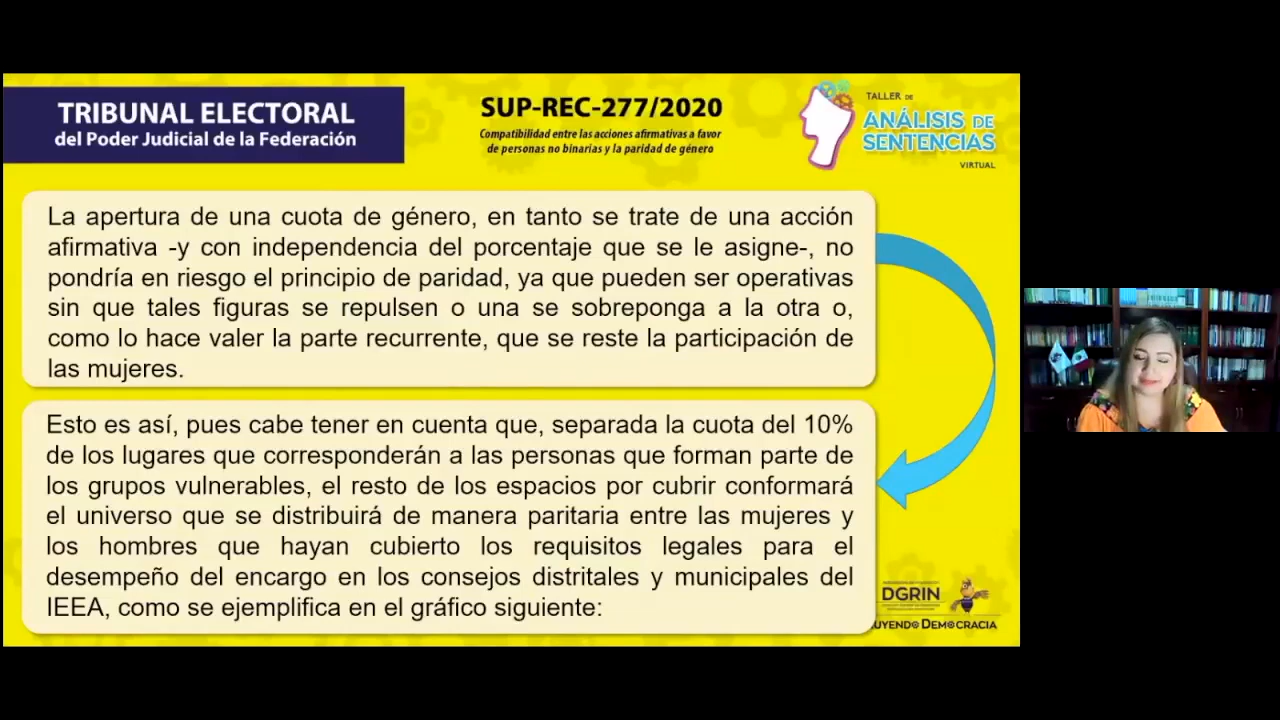 TRIBUNAL ELECTORAL
del Poder Judicial de la Federación
SUP-REC-277/2020
Compatibilidad entre las acciones afirmativas a favor
de personas no binarias y la paridad de género
TALLER DE
ANÁLISIS DE
SENTENCIAS
VIRTUAL
La apertura de una cuota de género, en tanto se trate de una acción
afirmativa -y con independencia del porcentaje que se le asigne-, no
pondría en riesgo el principio de paridad, ya que pueden ser operativas
sin que tales figuras se repulsen o una se sobreponga a la otra o,
como lo hace valer la parte recurrente, que se reste la participación de
las mujeres.
Esto es así, pues cabe tener en cuenta que, separada la cuota del 10%
de los lugares que corresponderán a las personas que forman parte de
los grupos vulnerables, el resto de los espacios por cubrir conformará
el universo que se distribuirá de manera paritaria entre las mujeres y
los hombres que hayan cubierto los requisitos legales para el
desempeño del encargo en los consejos distritales y municipales del
IEEA, como se ejemplifica en el gráfico siguiente:
DGRIN
UYENDO DEMOCRACIA